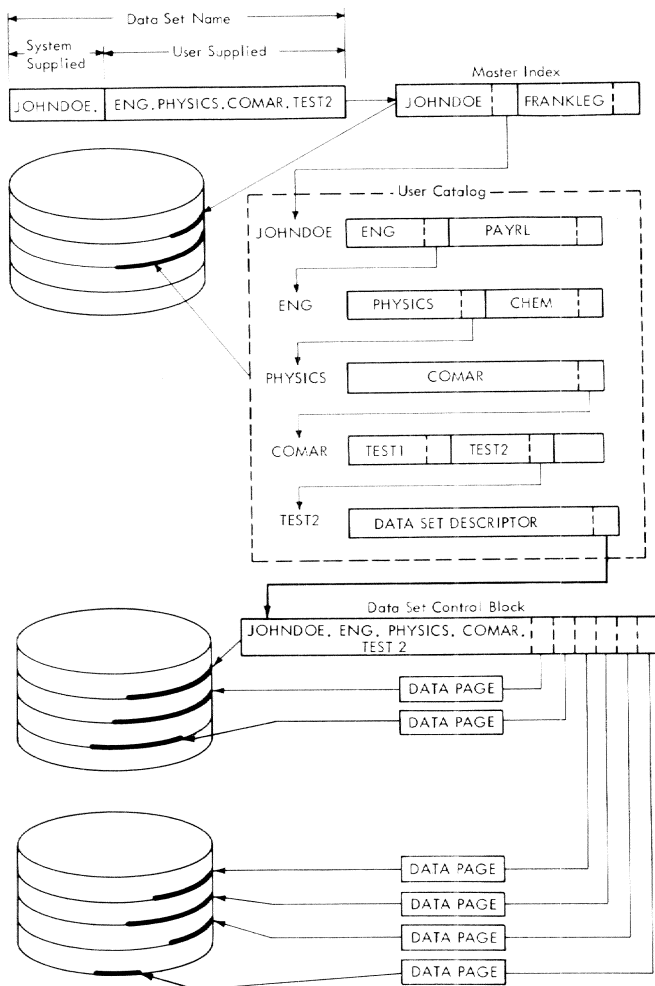 Data Set Name
System Supplied
User Supplied
JOHNDOE. ENG.PHYSICS.COMAR.TEST2
Master Index
JOHNDOE FRANKLEG
User Catalog
JOHNDOE ENG PAYRL
ENG PHYSICS CHEM
PHYSICS COMAR
COMAR TEST1 TEST2
TEST2 DATA SET DESCRIPTOR
Data Set Control Block
JOHNDOE. ENG. PHYSICS. COMAR.
TEST 2
DATA PAGE
DATA PAGE
DATA PAGE
DATA PAGE
DATA PAGE
DATA PAGE